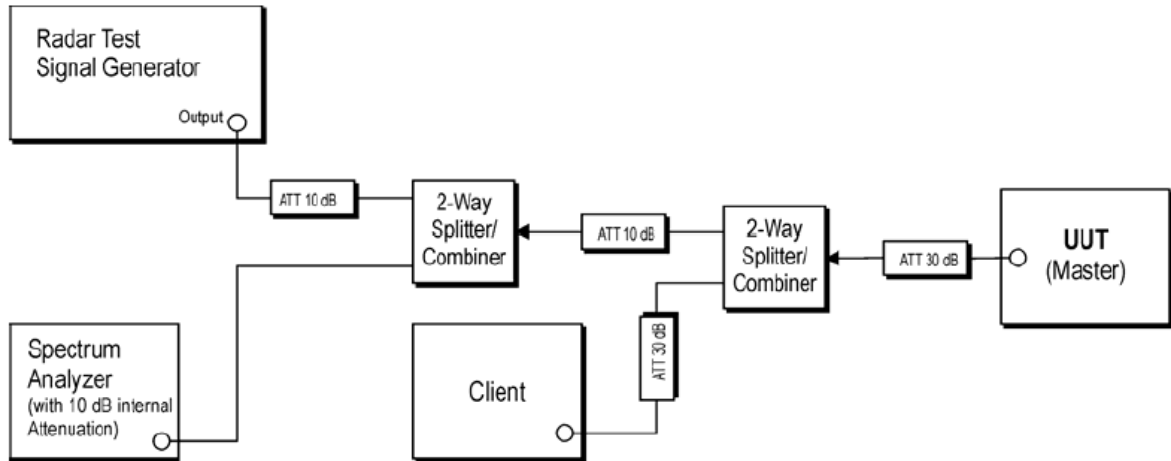 Radar Test
Signal Generator
Output
ATT 10 dB
2-Way
Splitter/
Combiner
ATT 10 dB
2-Way
Splitter/
Combiner
ATT 30 dB
UUT
(Master)
Spectrum
Analyzer
(with 10 dB internal
Attenuation)
Client
ATT 30 dB